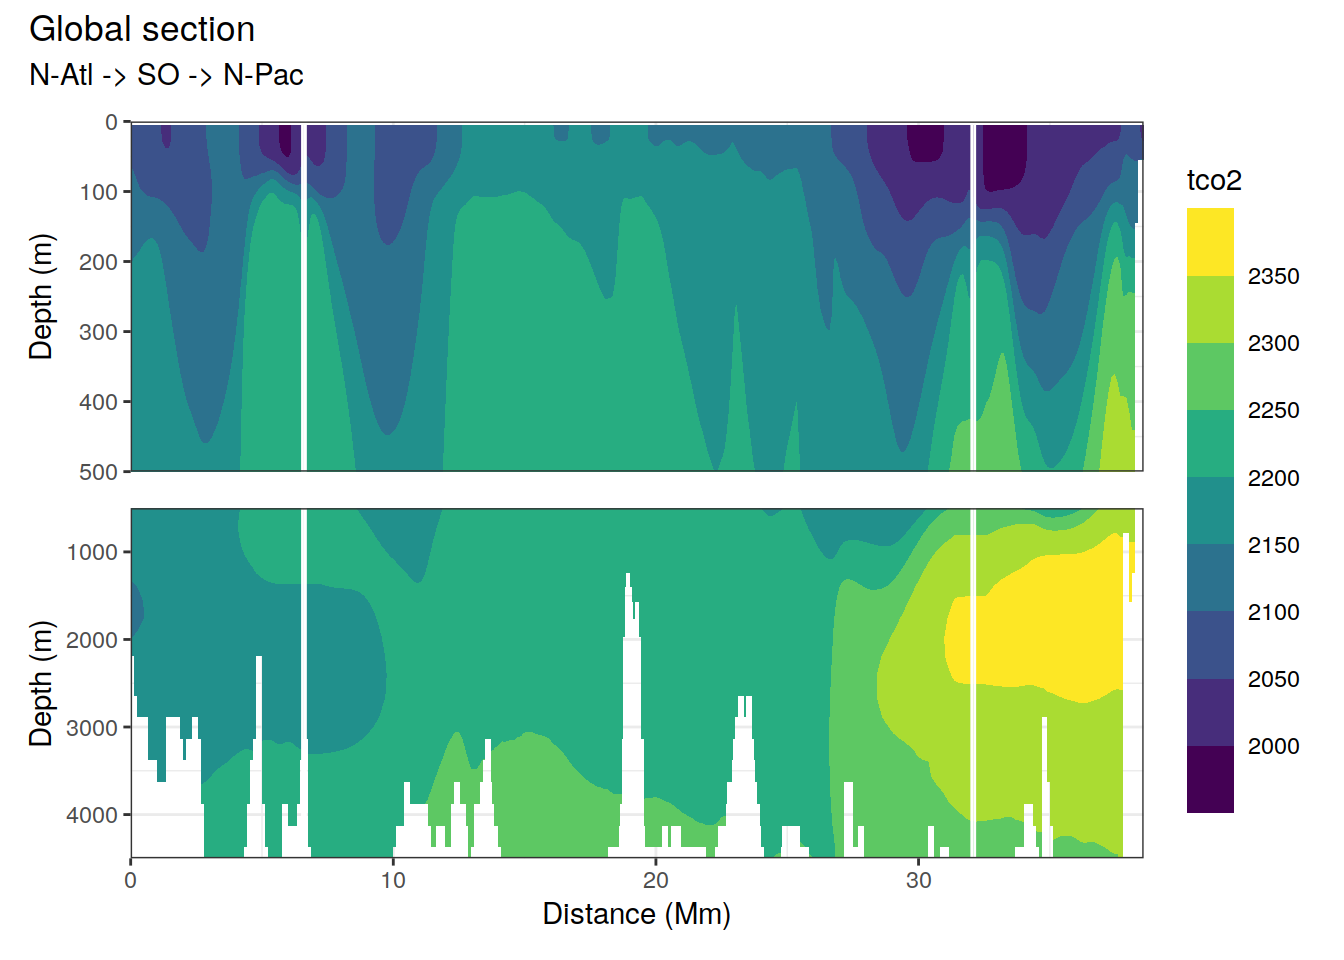 Global section
N-Atl -> SO -> N-Pac
0
100
200
300
400
500
Depth (m)
1000
2000
3000
4000
Depth (m)
0 10 20 30
Distance (Mm)
tco2
2350
2300
2250
2200
2150
2100
2050
2000